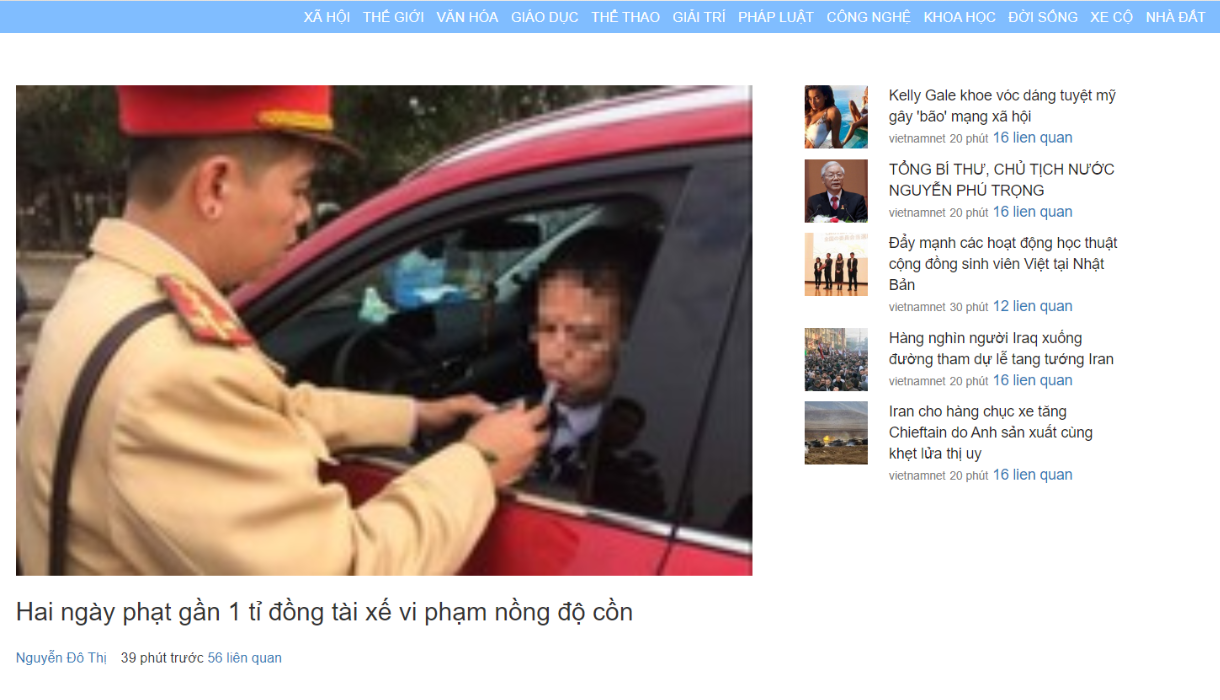 XÃ HỘI THẾ GIỚI VĂN HÓA GIÁO DỤC THỂ THAO GIẢI TRÍ PHÁP LUẬT CÔNG NGHỆ KHOA HỌC ĐỜI SỐNG XE CỘ NHÀ ĐẤT
Hai ngày phạt gần 1 tỉ đồng tài xế vi phạm nồng độ cồn
Nguyễn Đô Thị 39 phút trước 56 liên quan
Kelly Gale khoe vóc dáng tuyệt mỹ
gây 'bão' mạng xã hội
vietnamnet 20 phút 16 lien quan
TỔNG BÍ THƯ, CHỦ TỊCH NƯỚC
NGUYỄN PHÚ TRỌNG
vietnamnet 20 phút 16 lien quan
Đẩy mạnh các hoạt động học thuật
cộng đồng sinh viên Việt tại Nhật
Bản
vietnamnet 30 phút 12 lien quan
Hàng nghìn người Iraq xuống
đường tham dự lễ tang tướng Iran
vietnamnet 20 phút 16 lien quan
Iran cho hàng chục xe tăng
Chieftain do Anh sản xuất cùng
khẹt lửa thị uy
vietnamnet 20 phút 16 lien quan